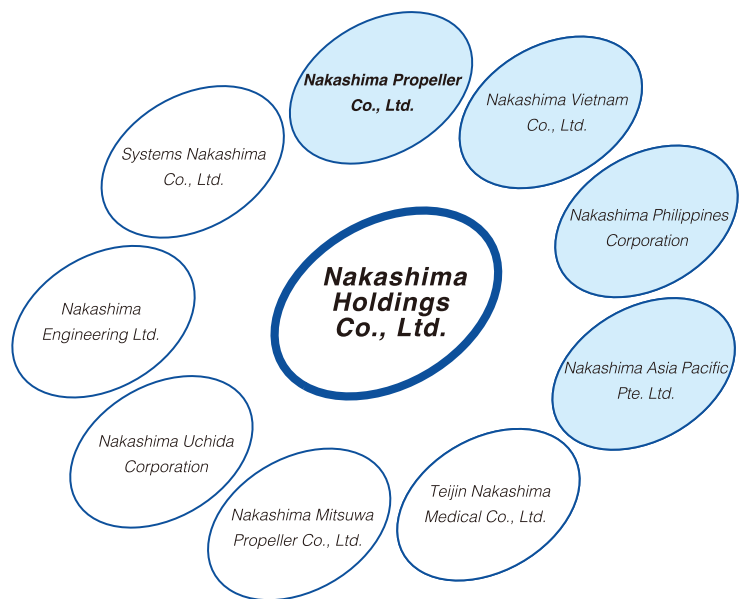 Nakashima Propeller
Co., Ltd.
Nakashima Vietnam
Co., Ltd.
Systems Nakashima
Co., Ltd.
Nakashima Philippines
Corporation
Nakashima
Holdings
Co., Ltd.
Nakashima
Engineering Ltd.
Nakashima Asia Pacific
Pte. Ltd.
Nakashima Uchida
Corporation
Teijin Nakashima
Medical Co., Ltd.
Nakashima Mitsuwa
Propeller Co., Ltd.